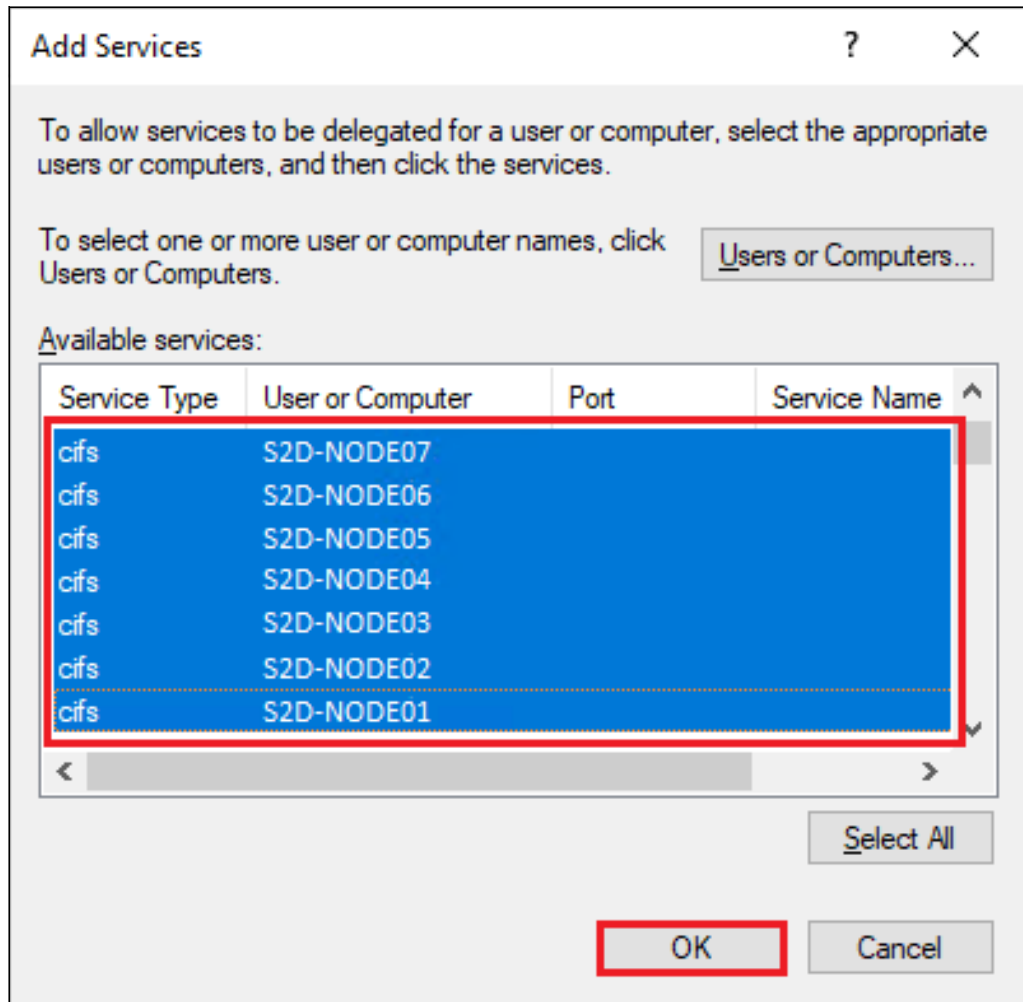 Add Services
?
To allow services to be delegated for a user or computer, select the appropriate
users or computers, and then click the services.
To select one or more user or computer names, click
Users or Computers.
Users or Computers...
Available services:
Service Type User or Computer Port Service Name
cifs S2D-NODE07
cifs S2D-NODE06
cifs S2D-NODE05
cifs S2D-NODE04
cifs S2D-NODE03
cifs S2D-NODE02
cifs S2D-NODE01
Select All
OK Cancel